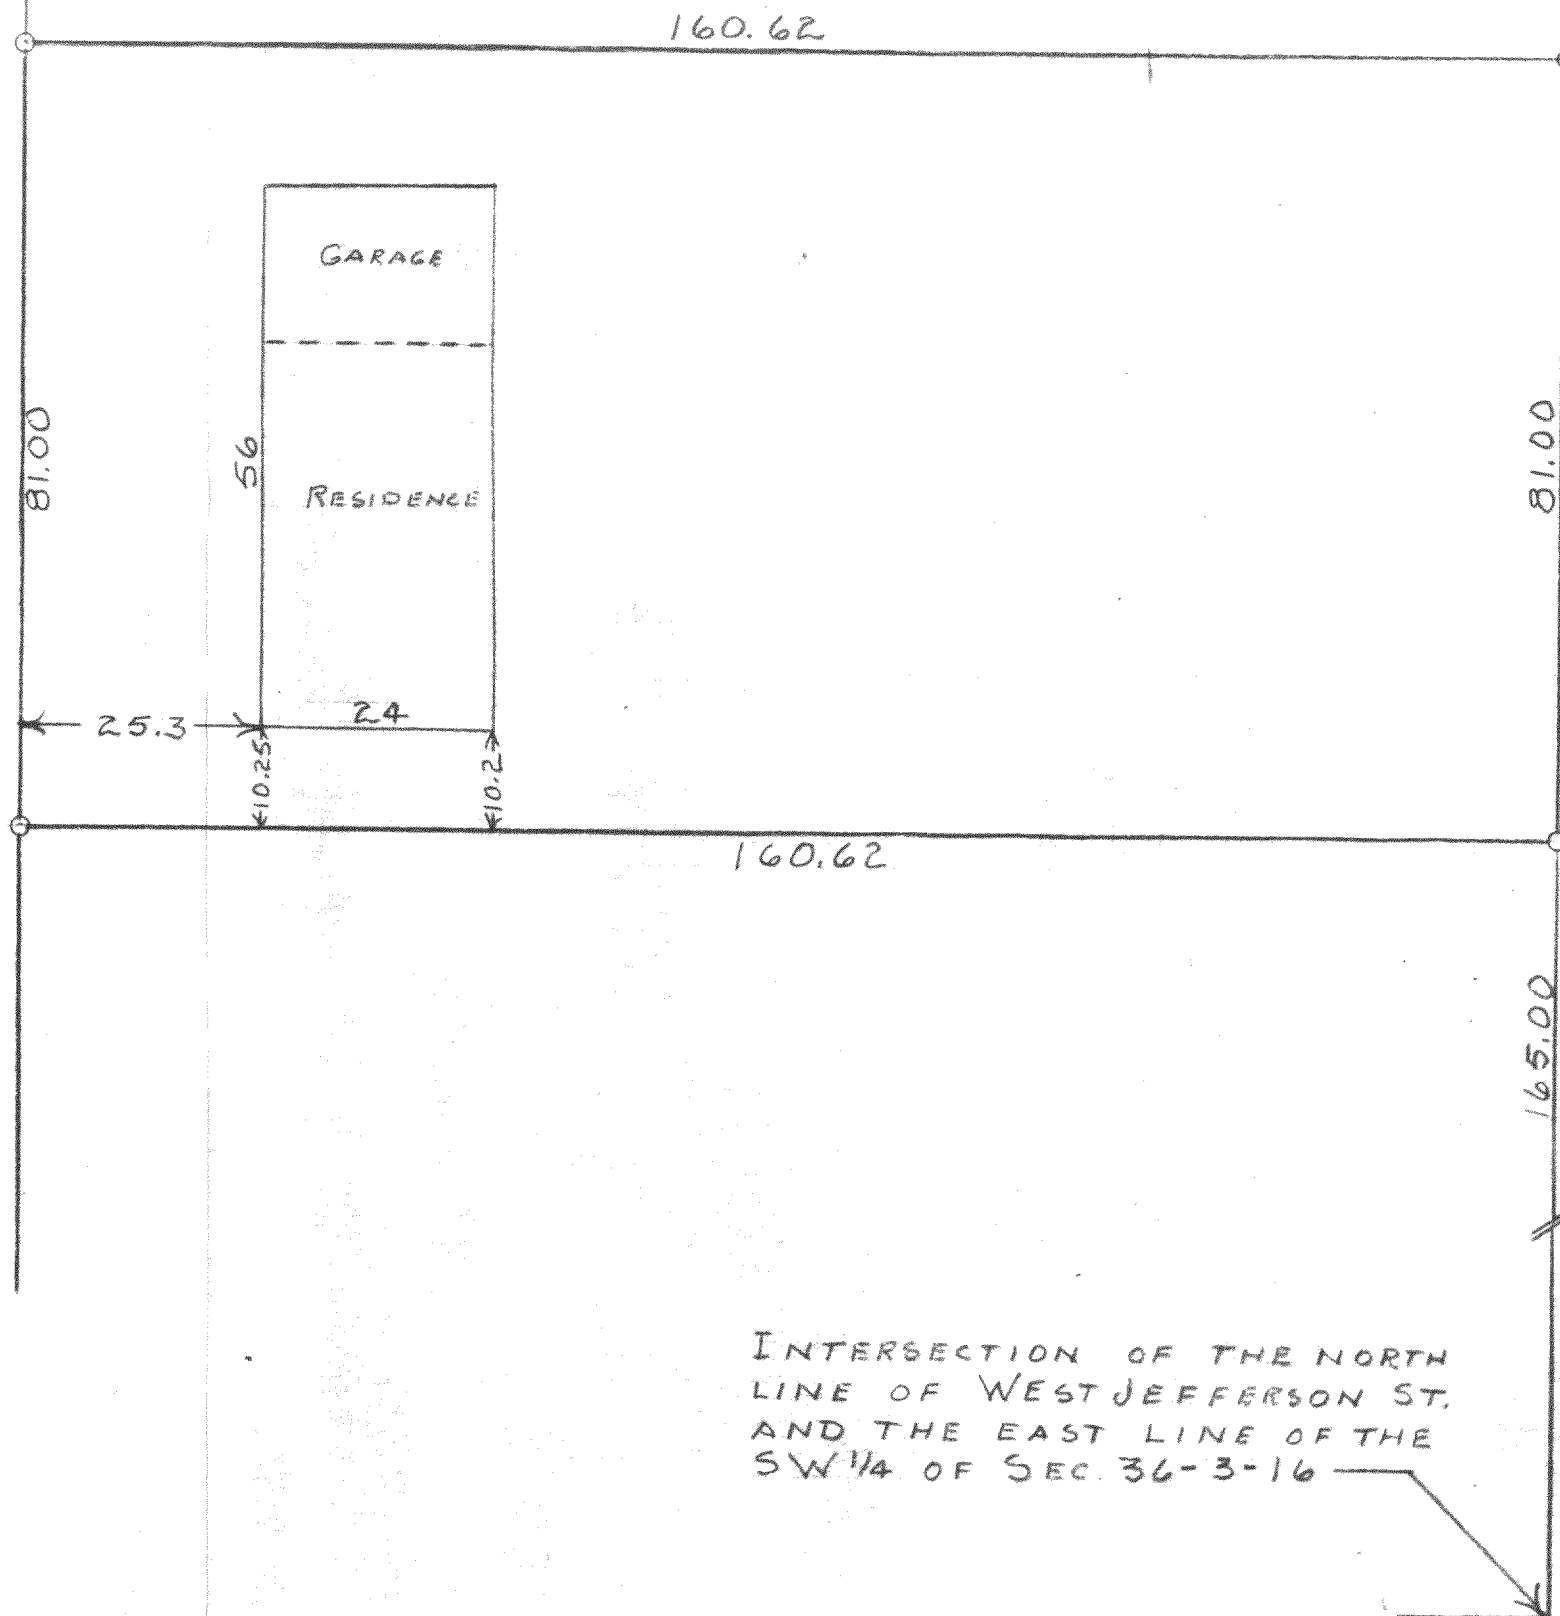 160.62
GARAGE
81.00
56
81.00
RESIDENCE
25.3
24
10.25
10.2
160.62
165.00
INTERSECTION OF THE NORTH
LINE OF WEST JEFFERSON ST.
AND THE EAST LINE OF THE
SW 1/4 OF SEC. 36-3-16